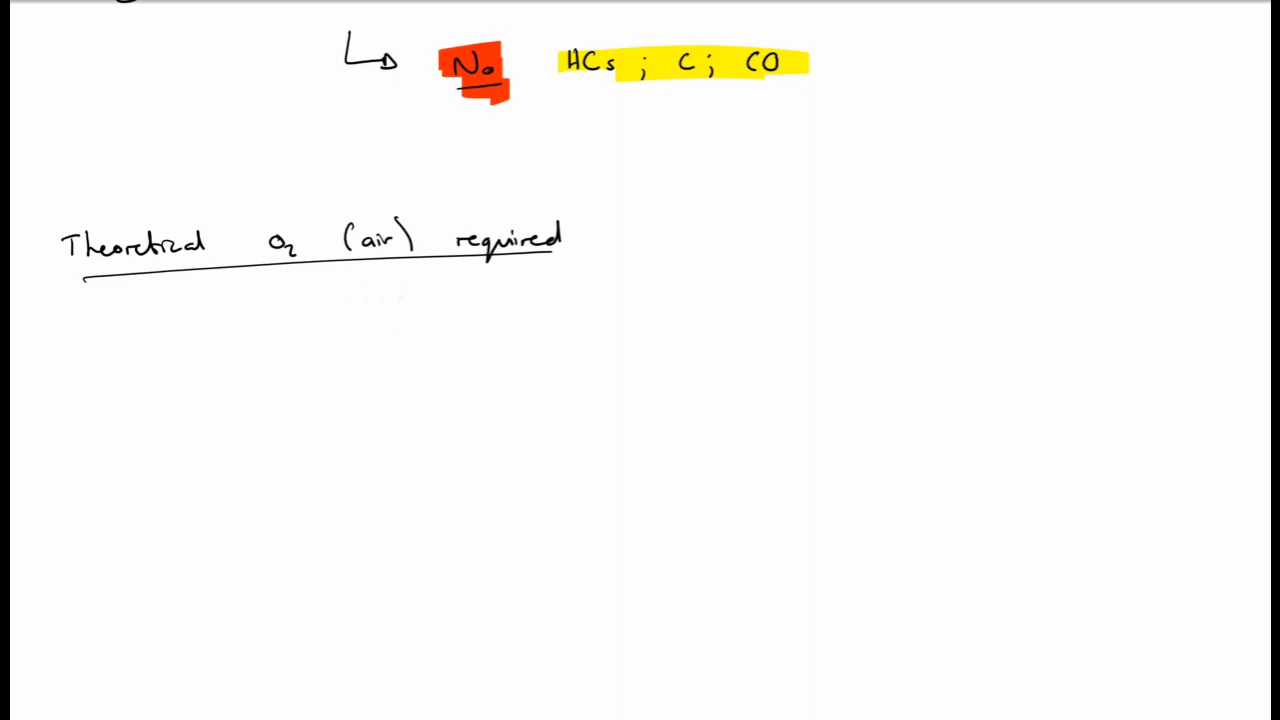 No HCs ; C ; CO
Theoretical O₂ (air) required